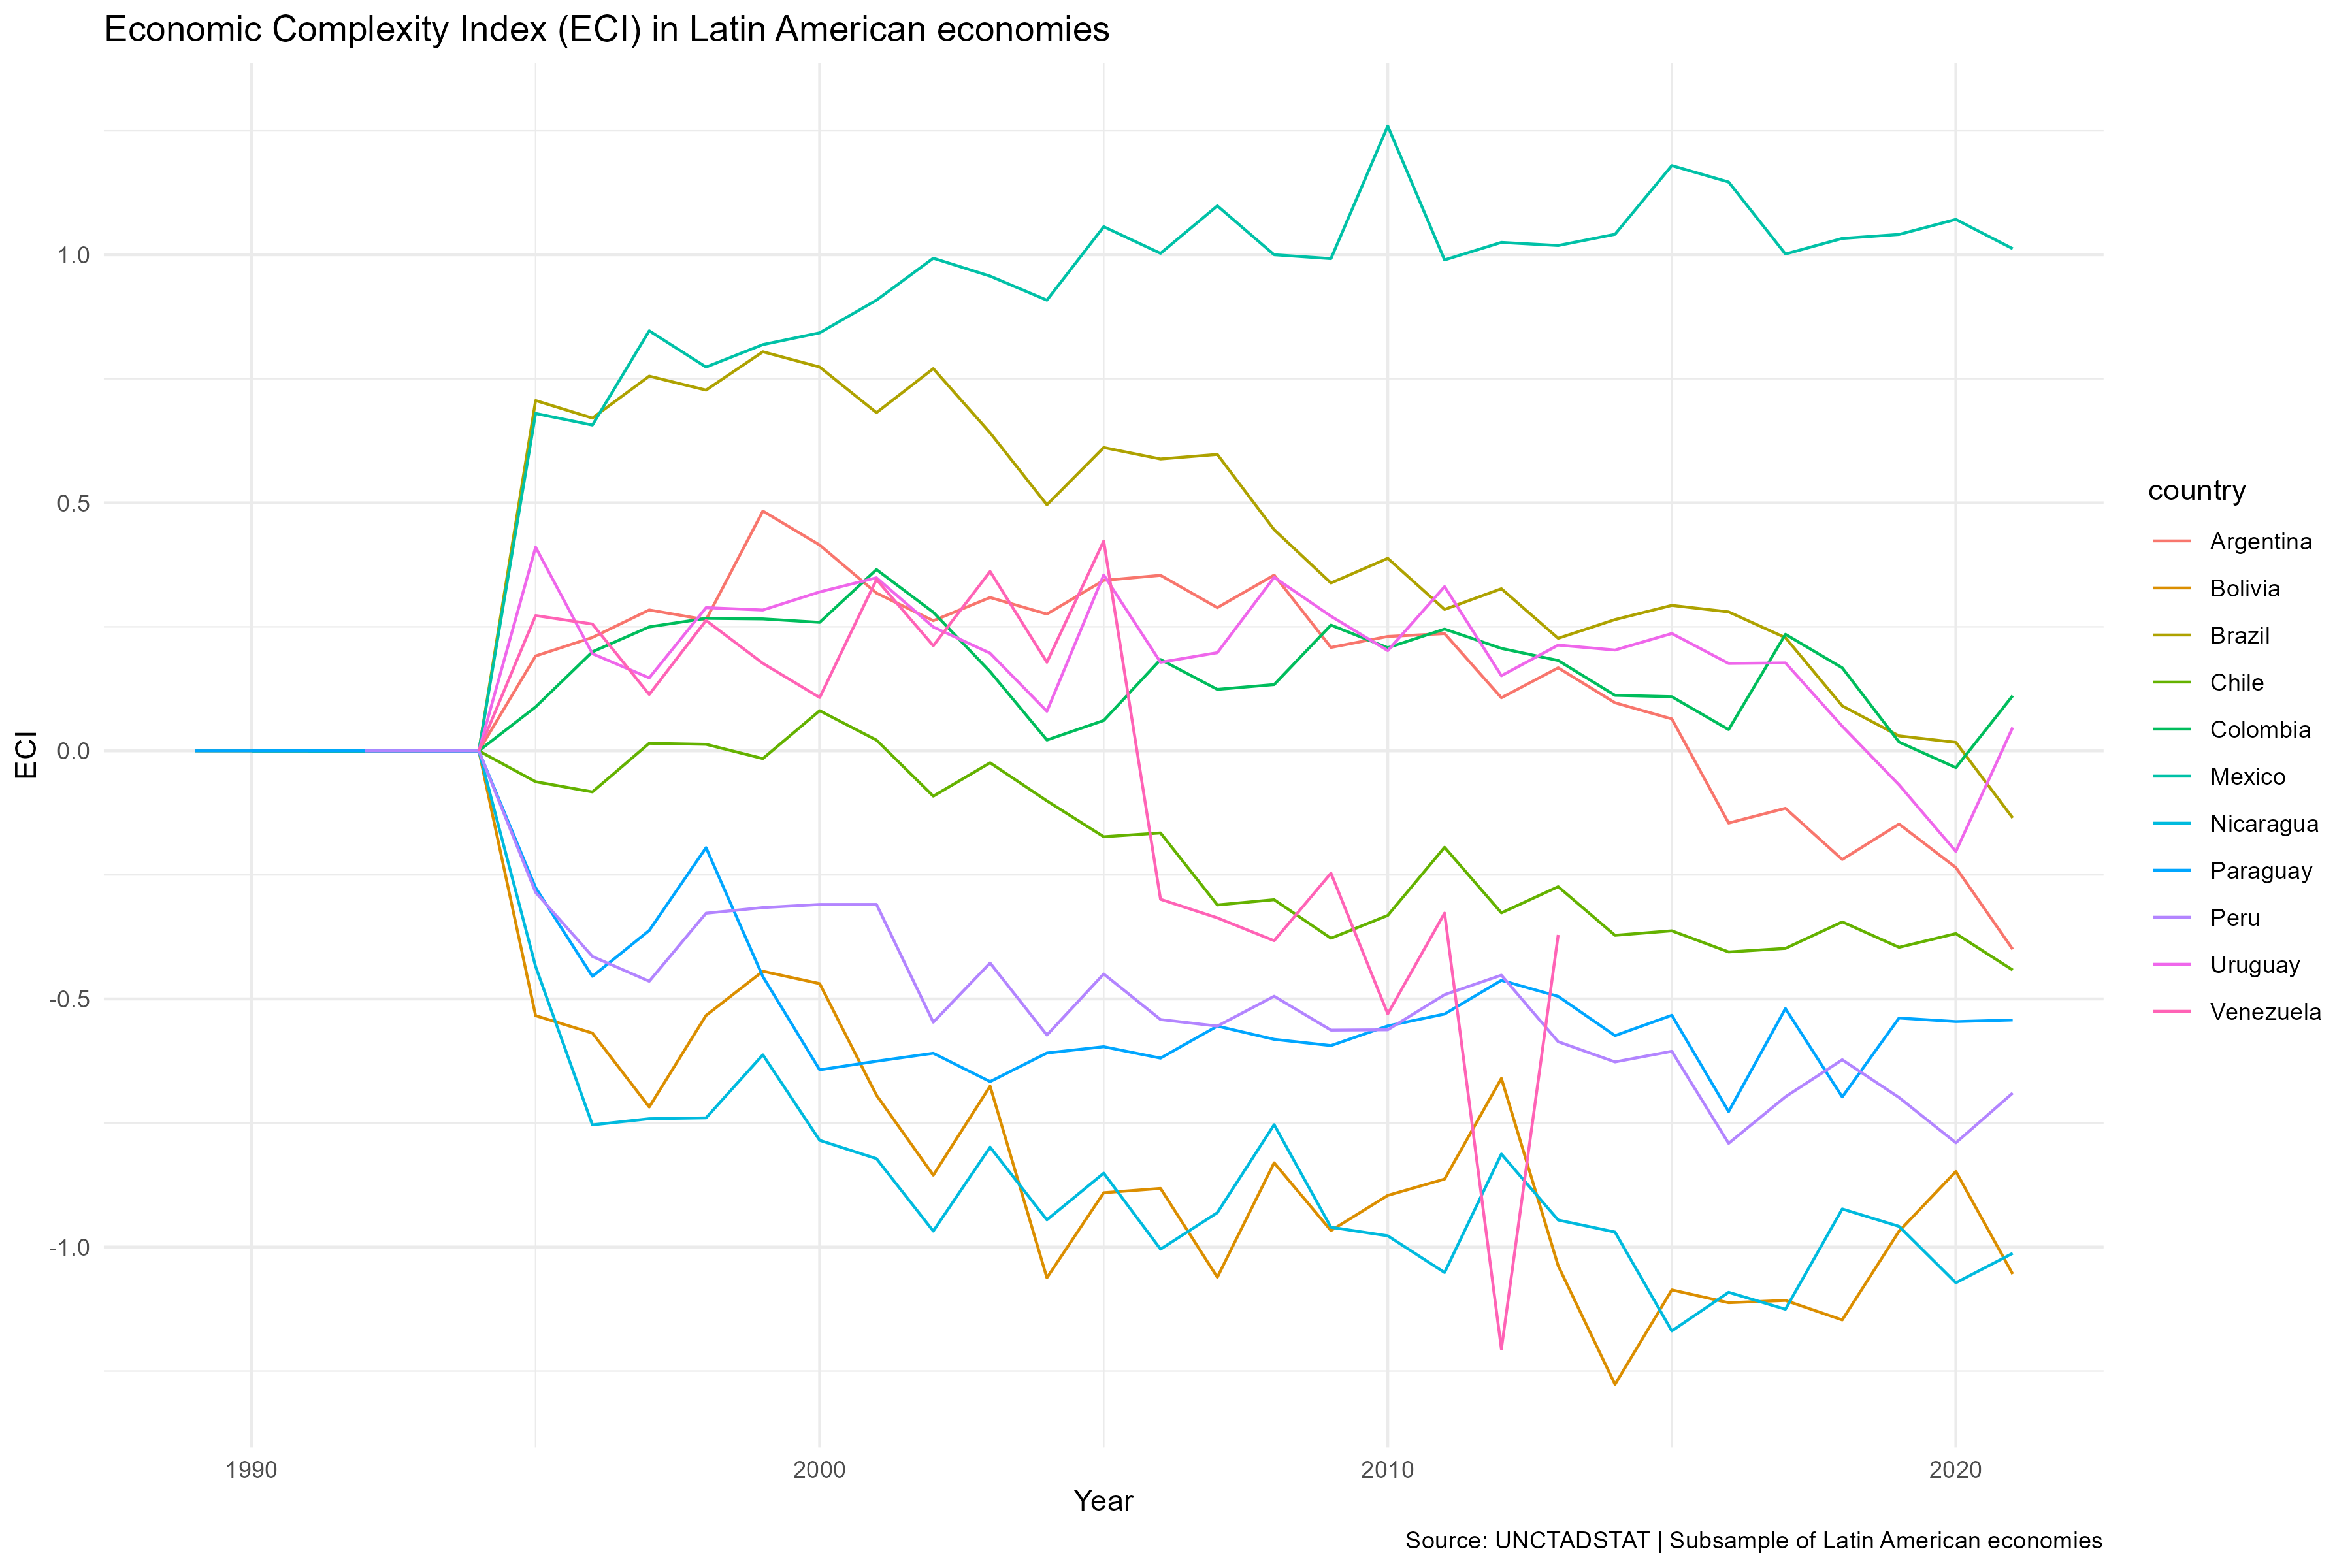 Economic Complexity Index (ECI) in Latin American economies
ECI
1.0
0.5
0.0
-0.5
-1.0
1990
2000
2010
2020
Year
country
Argentina
Bolivia
Brazil
Chile
Colombia
Mexico
Nicaragua
Paraguay
Peru
Uruguay
Venezuela
Source: UNCTADSTAT | Subsample of Latin American economies